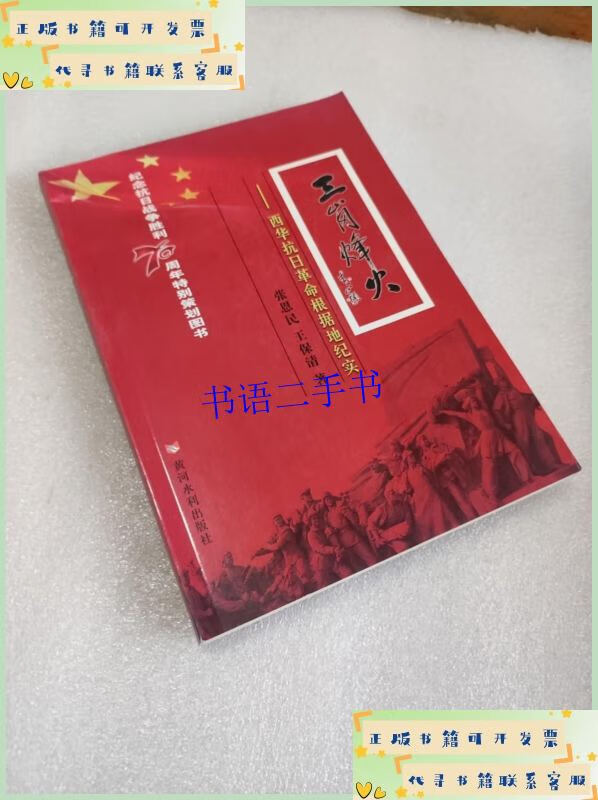 正版书籍可开发票
代寻书籍联系客服
纪念抗日战争胜利70周年特别策划图书
三岗烽火
——西华抗日革命根据地纪实
张恩民 王保清 著
书语二手书
黄河水利出版社
正版书籍可开发票
代寻书籍联系客服